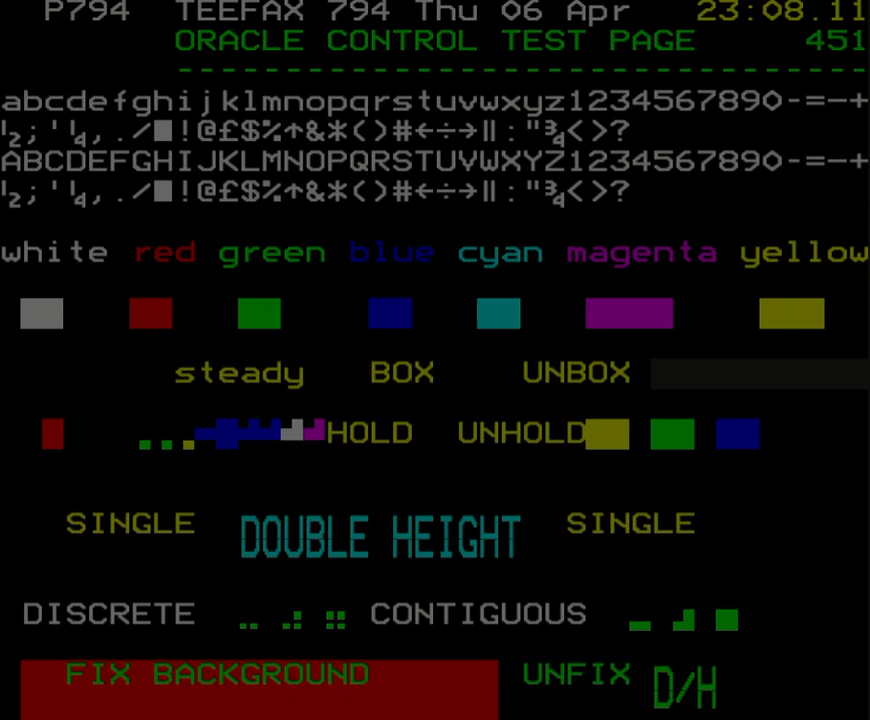 P794 TEEFAX 794 Thu 06 Apr 23:08.11
ORACLE CONTROL TEST PAGE 451
--------------------------------
abcdefghijklmnopqrstuvwxyz1234567890-=—+
½;'¼,./■!@£$%↑&*()#←÷→‖:"¾<>?
ABCDEFGHIJKLMNOPQRSTUVWXYZ1234567890-=—+
½;'¼,./■!@£$%↑&*()#←÷→‖:"¾<>?
white red green blue cyan magenta yellow
steady BOX UNBOX
HOLD UNHOLD
SINGLE DOUBLE HEIGHT SINGLE
DISCRETE CONTIGUOUS
FIX BACKGROUND UNFIX D/H